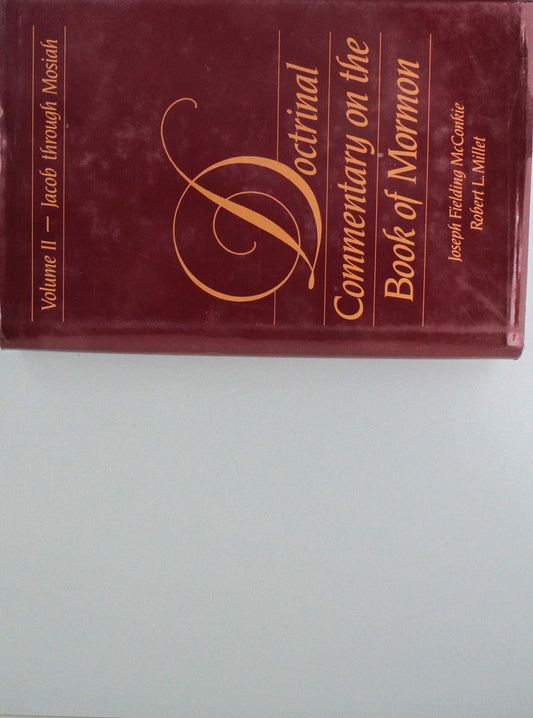 Volume II — Jacob through Mosiah
Doctrinal
Commentary on the
Book of Mormon
Joseph Fielding McConkie
Robert L. Millet